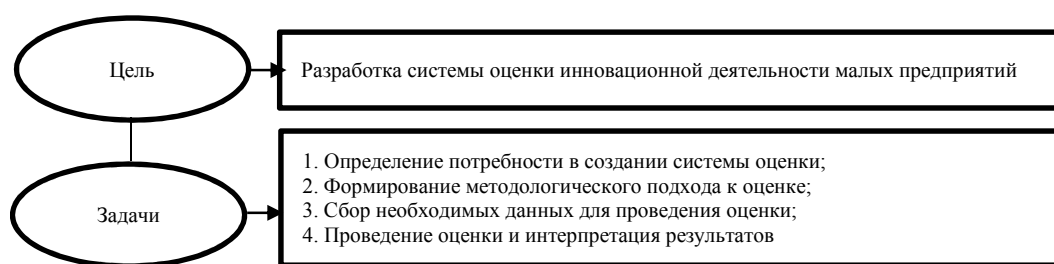 Цель
Разработка системы оценки инновационной деятельности малых предприятий
Задачи
1. Определение потребности в создании системы оценки;
2. Формирование методологического подхода к оценке;
3. Сбор необходимых данных для проведения оценки;
4. Проведение оценки и интерпретация результатов